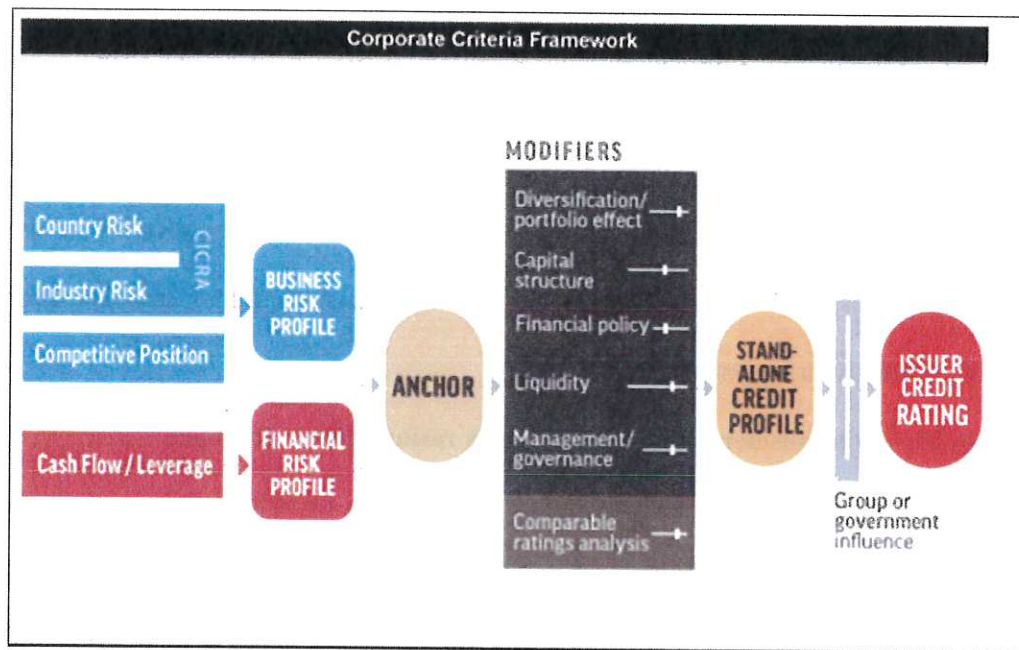 Corporate Criteria Framework
MODIFIERS
Country Risk
Industry Risk
CICRA
Competitive Position
Cash Flow / Leverage
BUSINESS
RISK
PROFILE
FINANCIAL
RISK
PROFILE
ANCHOR
Diversification/
portfolio effect
Capital
structure
Financial policy
Liquidity
Management/
governance
Comparable
ratings analysis
STAND-
ALONE
CREDIT
PROFILE
Group or
government
influence
ISSUER
CREDIT
RATING